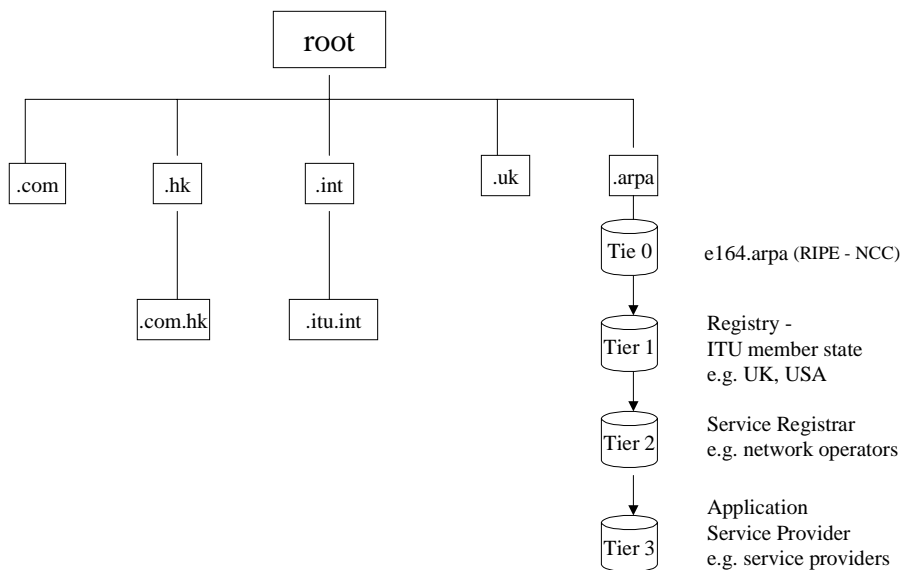 root
.com
.hk
.int
.uk
.arpa
Tie 0
e164.arpa (RIPE - NCC)
.com.hk
.itu.int
Tier 1
Registry -
ITU member state
e.g. UK, USA
Tier 2
Service Registrar
e.g. network operators
Tier 3
Application
Service Provider
e.g. service providers